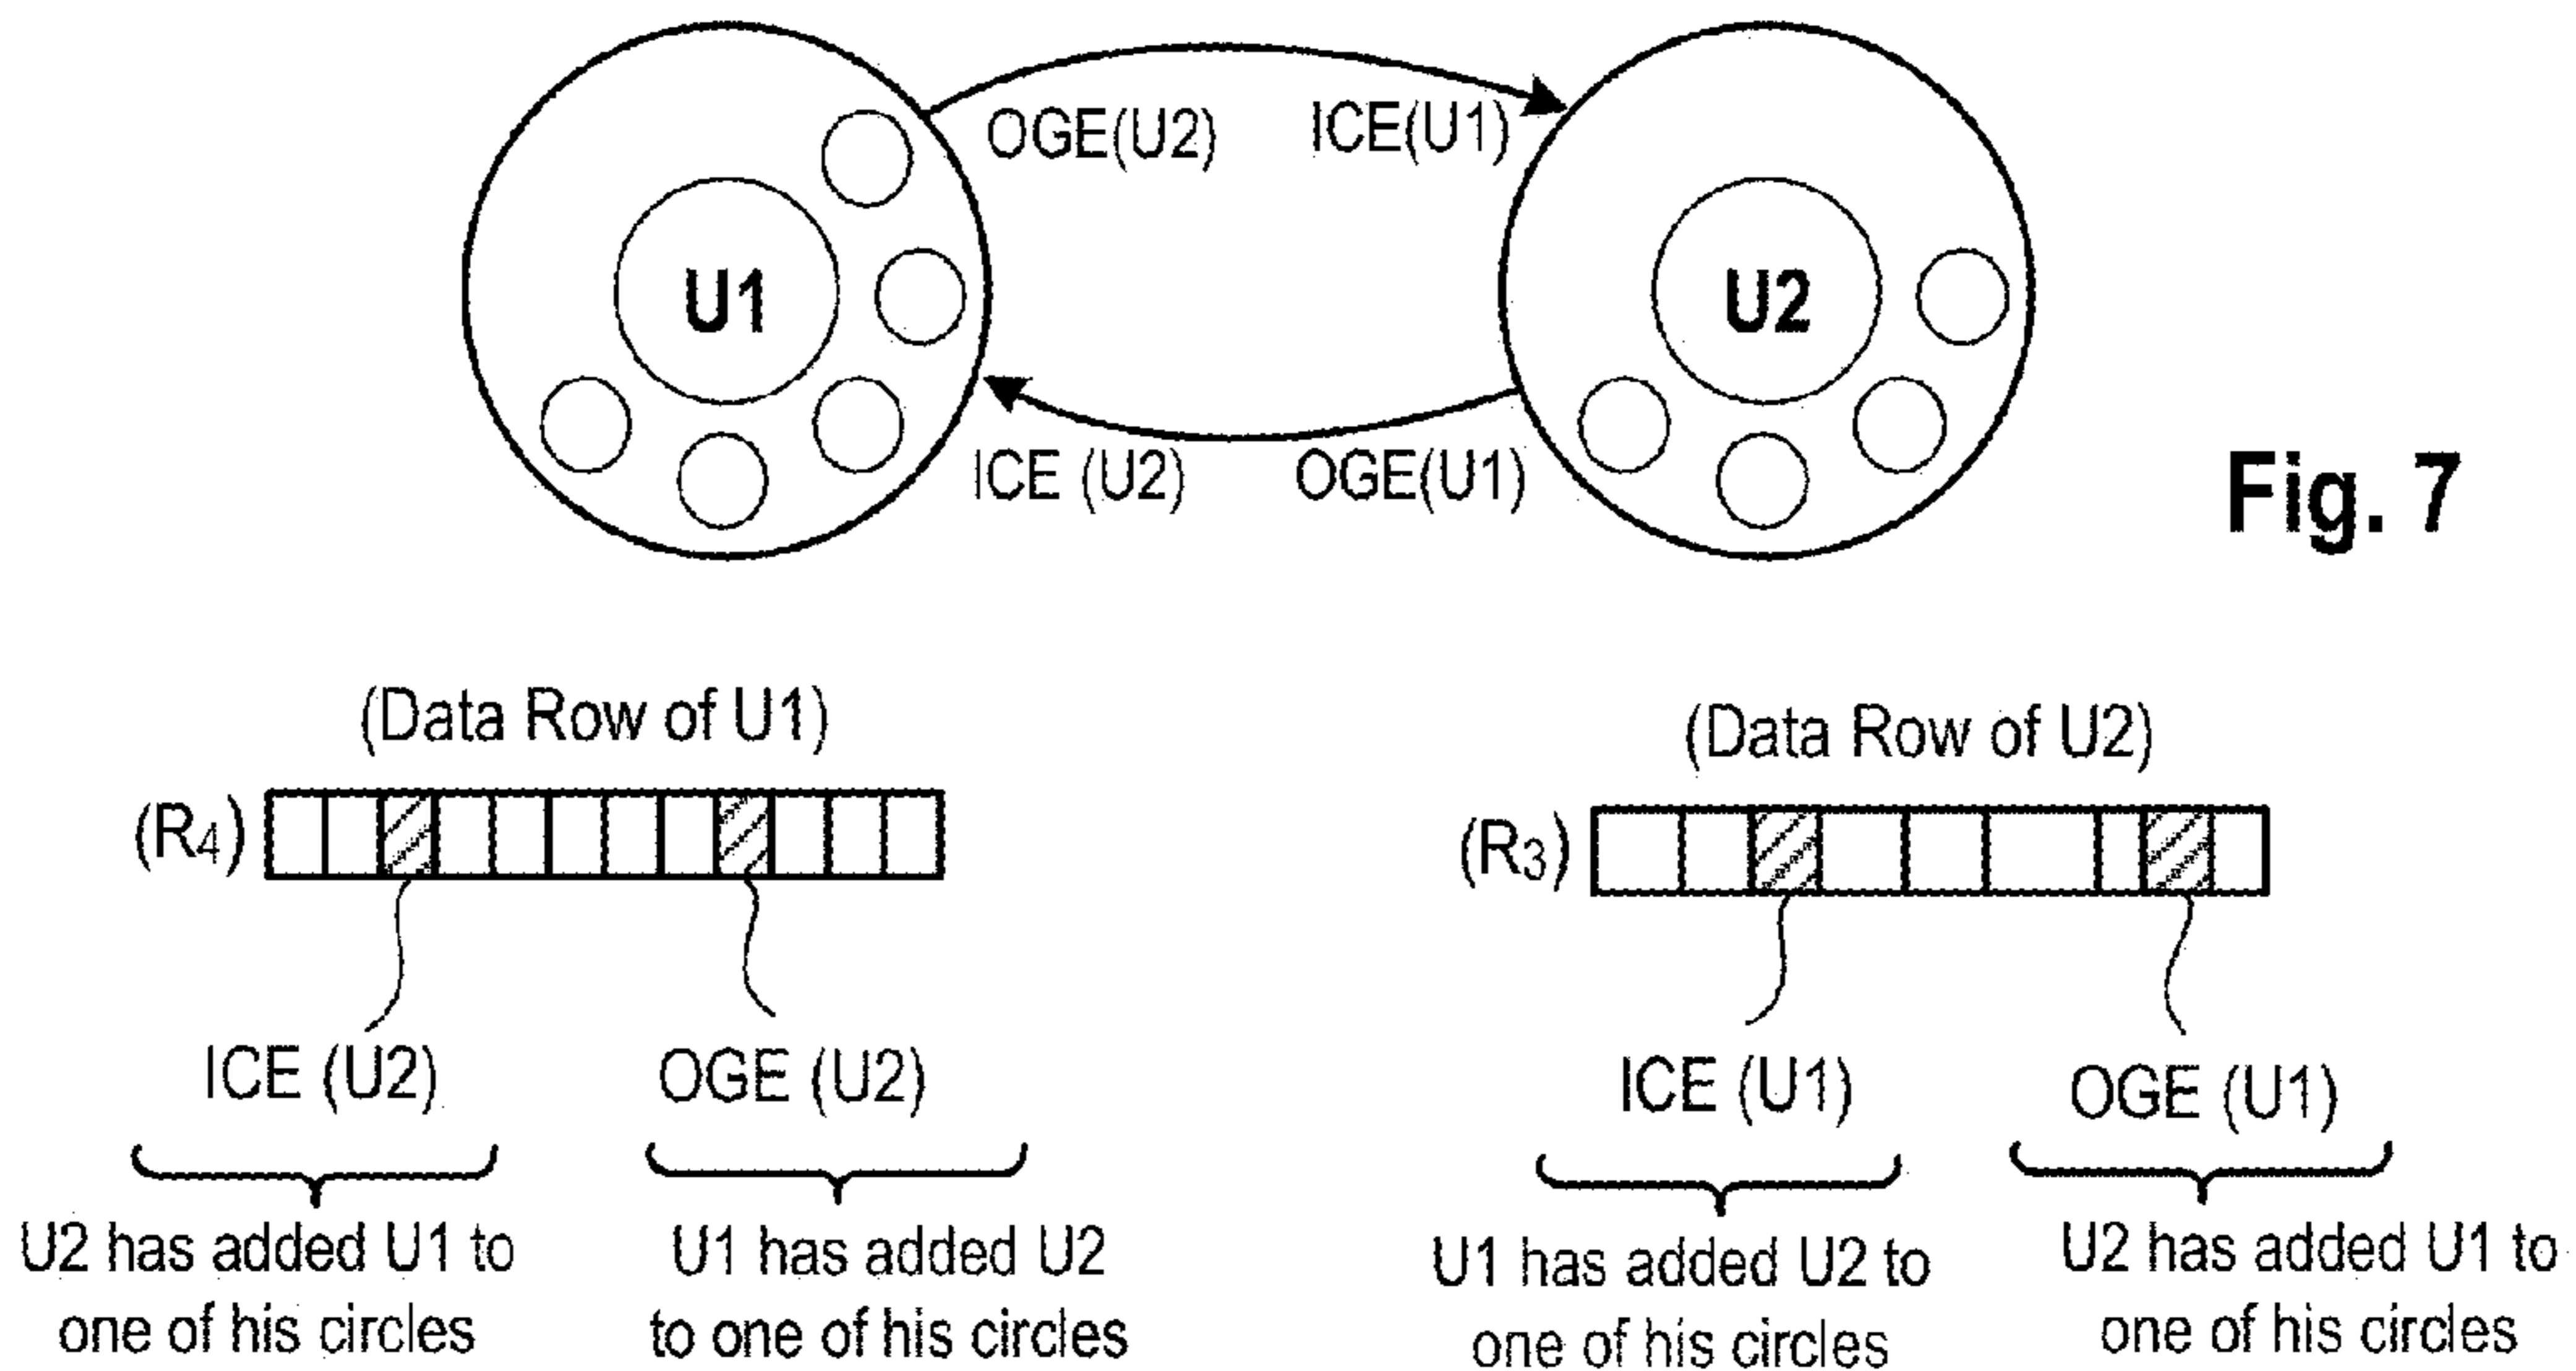 OGE(U2) ICE(U1)
U1 U2
ICE (U2) OGE(U1)
Fig. 7
(Data Row of U1)
(R4)
ICE (U2) OGE (U2)
U2 has added U1 to
one of his circles
U1 has added U2
to one of his circles
(Data Row of U2)
(R3)
ICE (U1) OGE (U1)
U1 has added U2 to
one of his circles
U2 has added U1 to
one of his circles